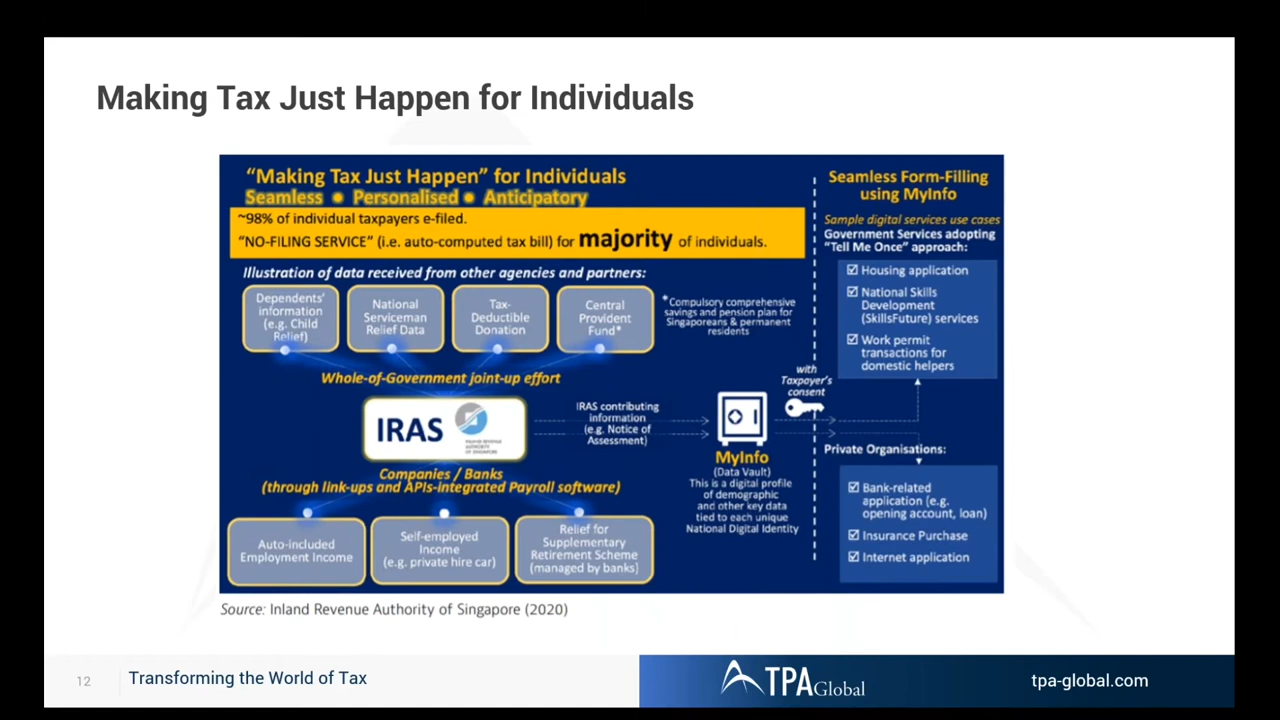 Making Tax Just Happen for Individuals
“Making Tax Just Happen” for Individuals
Seamless ● Personalised ● Anticipatory
~98% of individual taxpayers e-filed.
“NO-FILING SERVICE” (i.e. auto-computed tax bill) for majority of individuals.
Illustration of data received from other agencies and partners:
Dependents’
information
(e.g. Child
Relief)
National
Serviceman
Relief Data
Tax-
Deductible
Donation
Central
Provident
Fund*
*Compulsory comprehensive
savings and pension plan for
Singaporeans & permanent
residents
Whole-of-Government joint-up effort
IRAS
INLAND REVENUE
AUTHORITY
OF SINGAPORE
IRAS contributing
information
(e.g. Notice of
Assessment)
Companies / Banks
(through link-ups and APIs-integrated Payroll software)
Auto-included
Employment Income
Self-employed
Income
(e.g. private hire car)
Relief for
Supplementary
Retirement Scheme
(managed by banks)
MyInfo
(Data Vault)
This is a digital profile
of demographic
and other key data
tied to each unique
National Digital Identity
with
Taxpayer’s
consent
Seamless Form-Filling
using MyInfo
Sample digital services use cases
Government Services adopting
“Tell Me Once” approach:
Housing application
National Skills
Development
(SkillsFuture) services
Work permit
transactions for
domestic helpers
Private Organisations:
Bank-related
application (e.g.
opening account, loan)
Insurance Purchase
Internet application
Source: Inland Revenue Authority of Singapore (2020)
12
Transforming the World of Tax
TPA Global
tpa-global.com